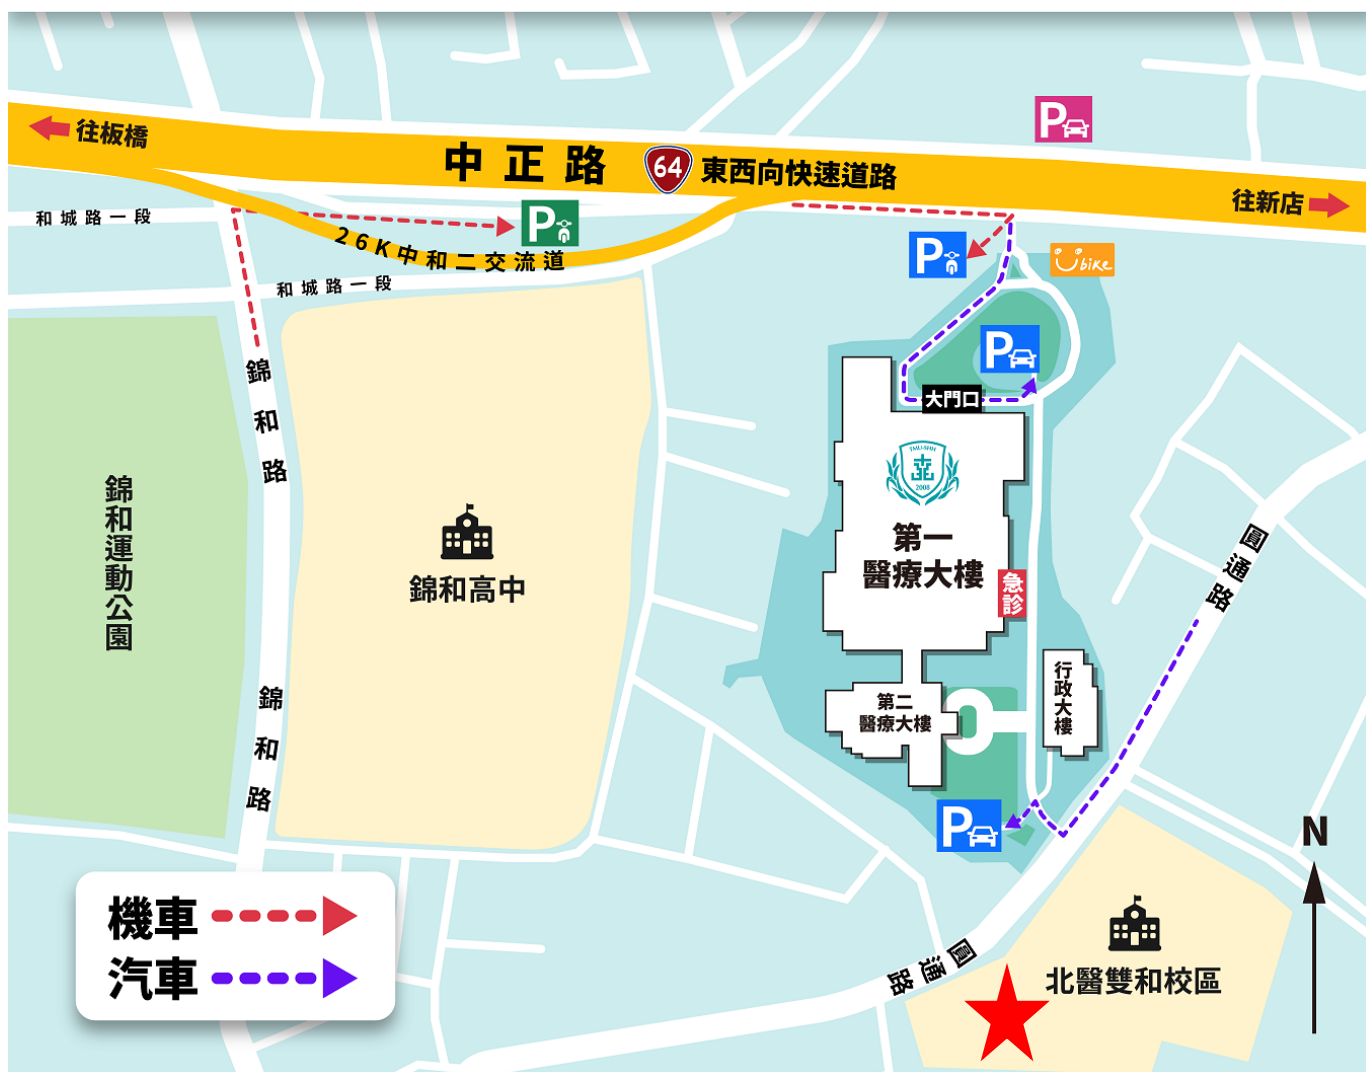 往板橋
中正路
64
東西向快速道路
P
往新店
和城路一段
P
26K中和二交流道
P
Ubike
和城路一段
P
錦和路
大門口
TMU-SHH
2008
錦和運動公園
錦和高中
第一
醫療大樓
急診
圓通路
行政大樓
第二
醫療大樓
錦和路
P
N
機車
汽車
圓通路
北醫雙和校區